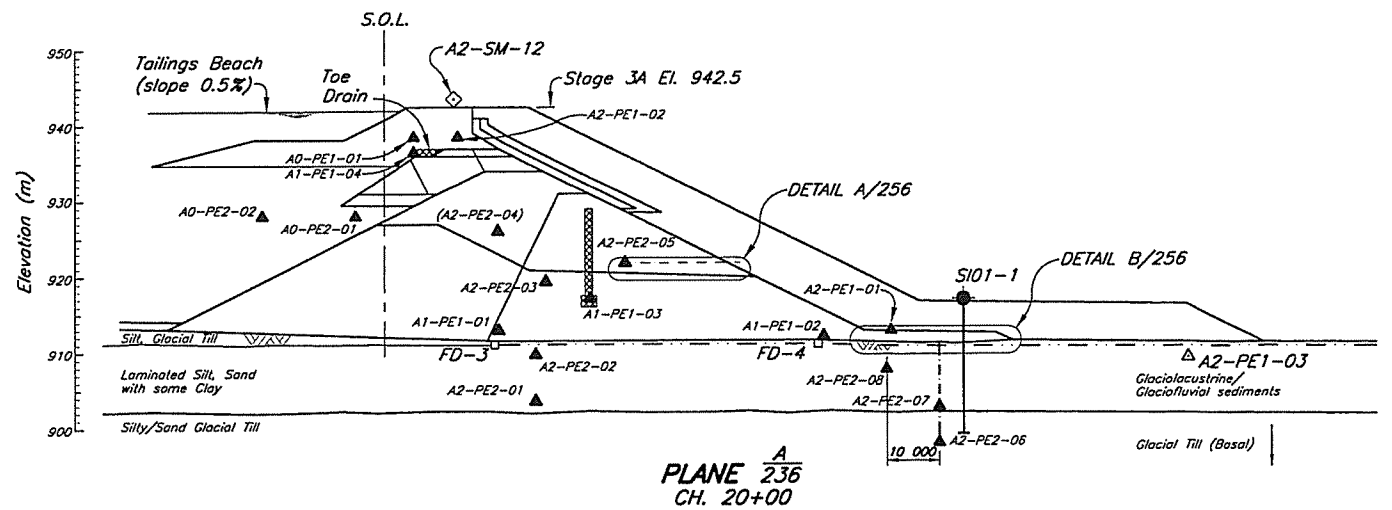 S.O.L.
A2-SM-12
Tailings Beach
(slope 0.5%)
Toe
Drain
Stage 3A El. 942.5
A2-PE1-02
A0-PE1-01
A1-PE1-04
950
940
930
920
910
900
Elevation (m)
A0-PE2-02
A0-PE2-01
(A2-PE2-04)
A2-PE2-05
DETAIL A/256
A2-PE2-03
A1-PE1-03
A2-PE1-01
SI01-1
DETAIL B/256
A1-PE1-01
A1-PE1-02
Silt, Glacial Till
FD-3
A2-PE2-02
FD-4
A2-PE1-03
Laminated Silt, Sand
with some Clay
A2-PE2-01
A2-PE2-08
A2-PE2-07
Glaciolacustrine/
Glaciofluvial sediments
Silty/Sand Glacial Till
A2-PE2-06
10 000
Glacial Till (Basal)
PLANE A
236
CH. 20+00